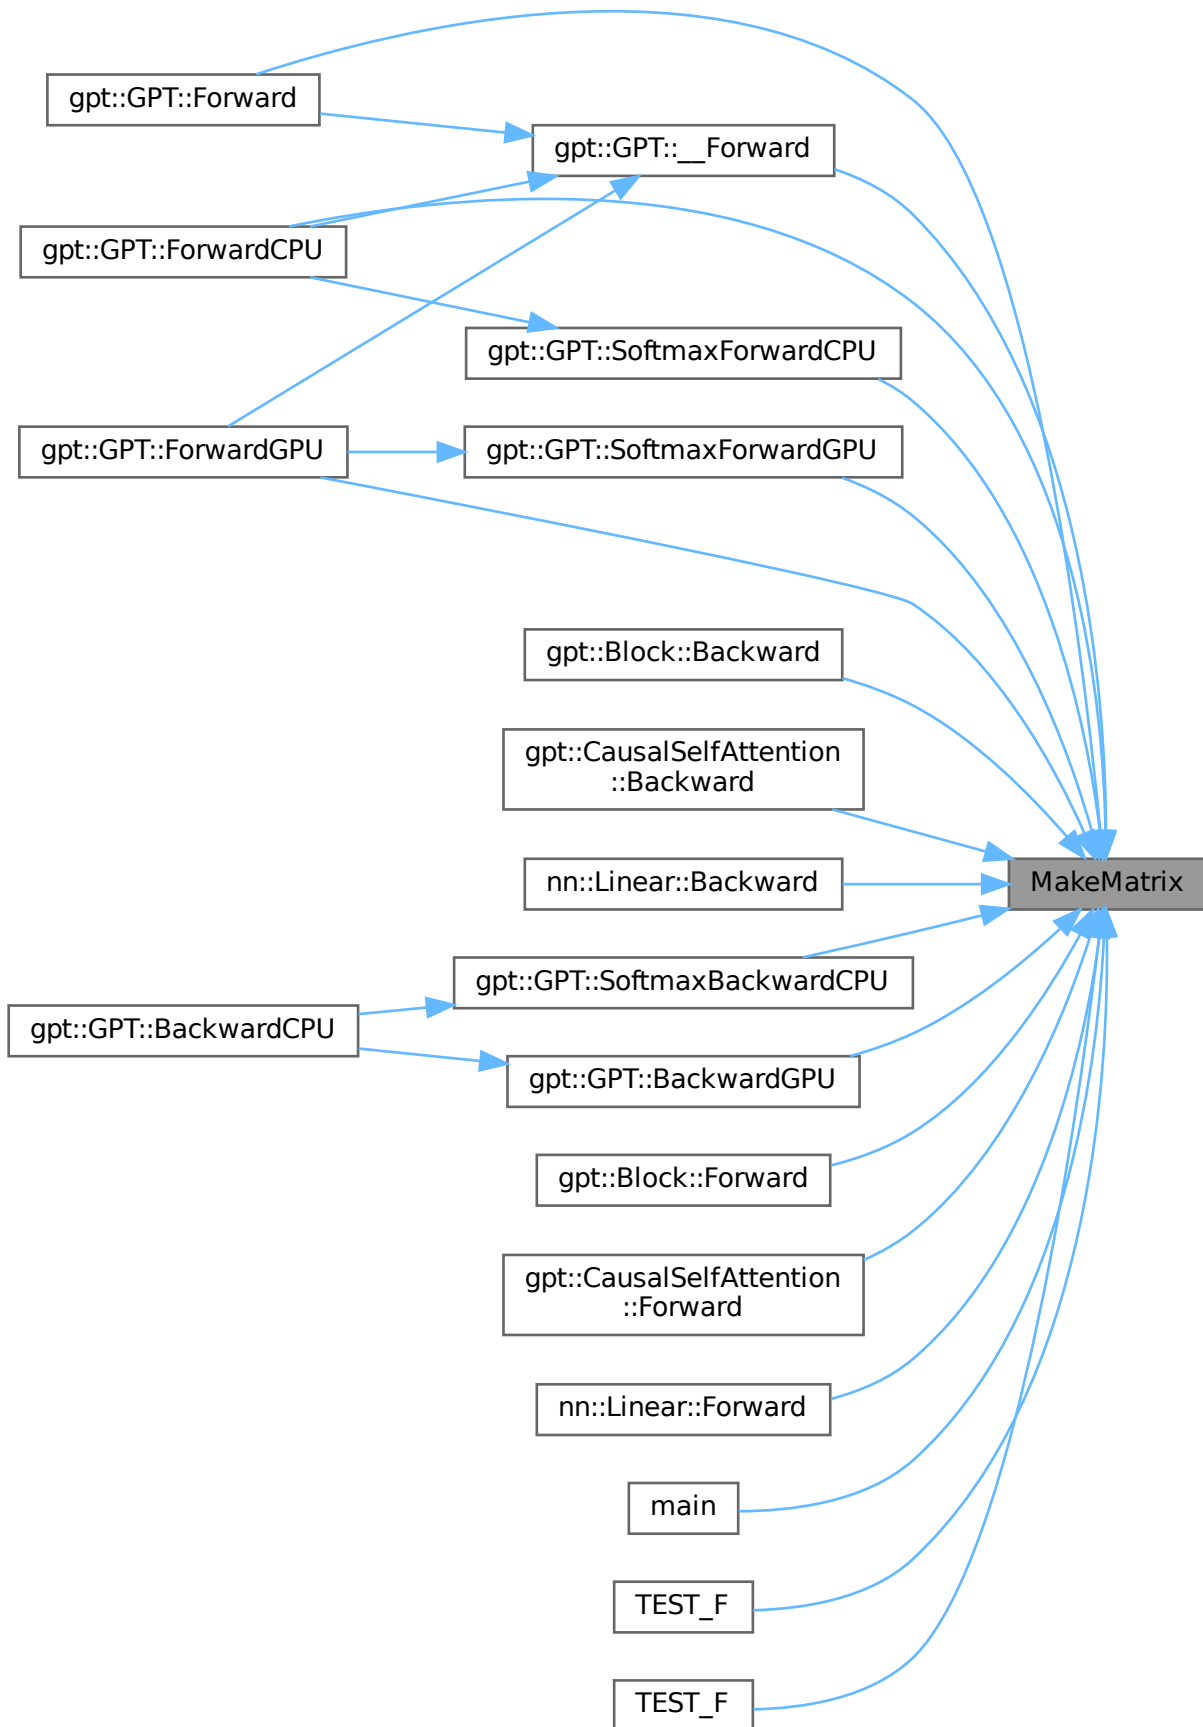 gpt::GPT::Forward
gpt::GPT::__Forward
gpt::GPT::ForwardCPU
gpt::GPT::SoftmaxForwardCPU
gpt::GPT::ForwardGPU
gpt::GPT::SoftmaxForwardGPU
gpt::Block::Backward
gpt::CausalSelfAttention
::Backward
nn::Linear::Backward
MakeMatrix
gpt::GPT::SoftmaxBackwardCPU
gpt::GPT::BackwardCPU
gpt::GPT::BackwardGPU
gpt::Block::Forward
gpt::CausalSelfAttention
::Forward
nn::Linear::Forward
main
TEST_F
TEST_F